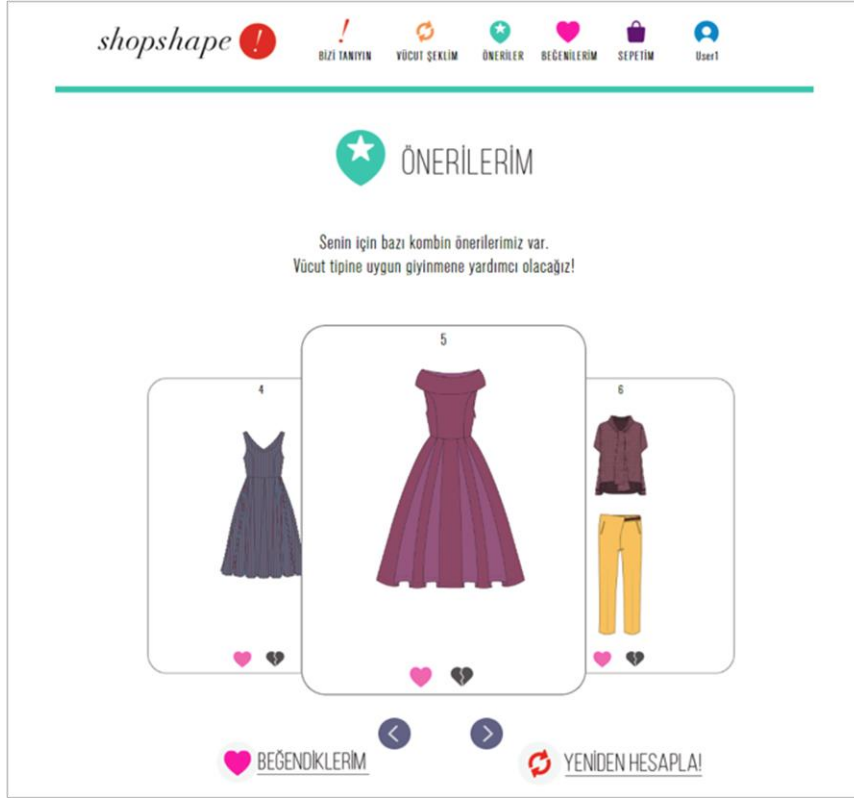 shopshape !
BİZİ TANIYIN
VÜCUT ŞEKLİM
ÖNERİLER
BEĞENİLERİM
SEPETİM
User1
ÖNERİLERİM
Senin için bazı kombin önerilerimiz var.
Vücut tipine uygun giyinmene yardımcı olacağız!
4
5
6
BEĞENDİKLERİM
YENİDEN HESAPLA!